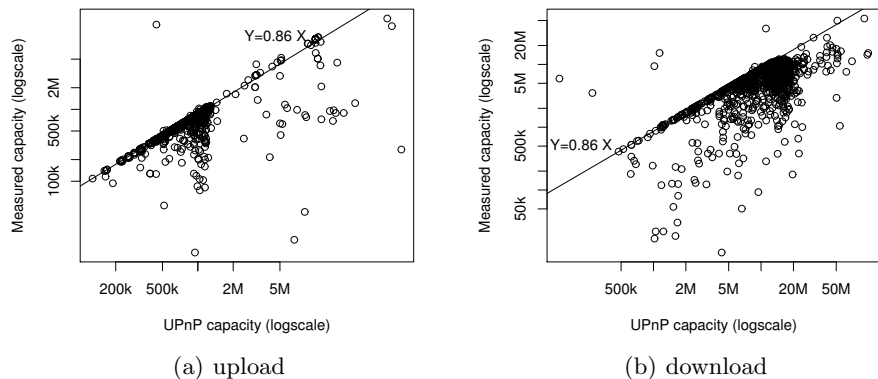 Measured capacity (logscale)
2M
500k
100k
Y=0.86 X
200k 500k 2M 5M
UPnP capacity (logscale)
(a) upload
Measured capacity (logscale)
20M
5M
500k
50k
Y=0.86 X
500k 2M 5M 20M 50M
UPnP capacity (logscale)
(b) download